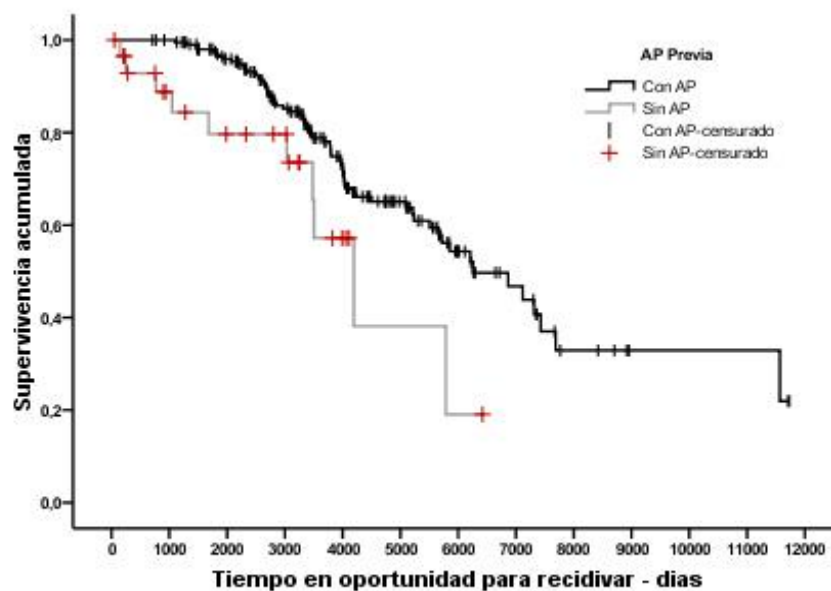 AP Previa
Con AP
Sin AP
Con AP-censurado
Sin AP-censurado
Supervivencia acumulada
1,0
0,8
0,6
0,4
0,2
0,0
0 1000 2000 3000 4000 5000 6000 7000 8000 9000 10000 11000 12000
Tiempo en oportunidad para recidivar - dias